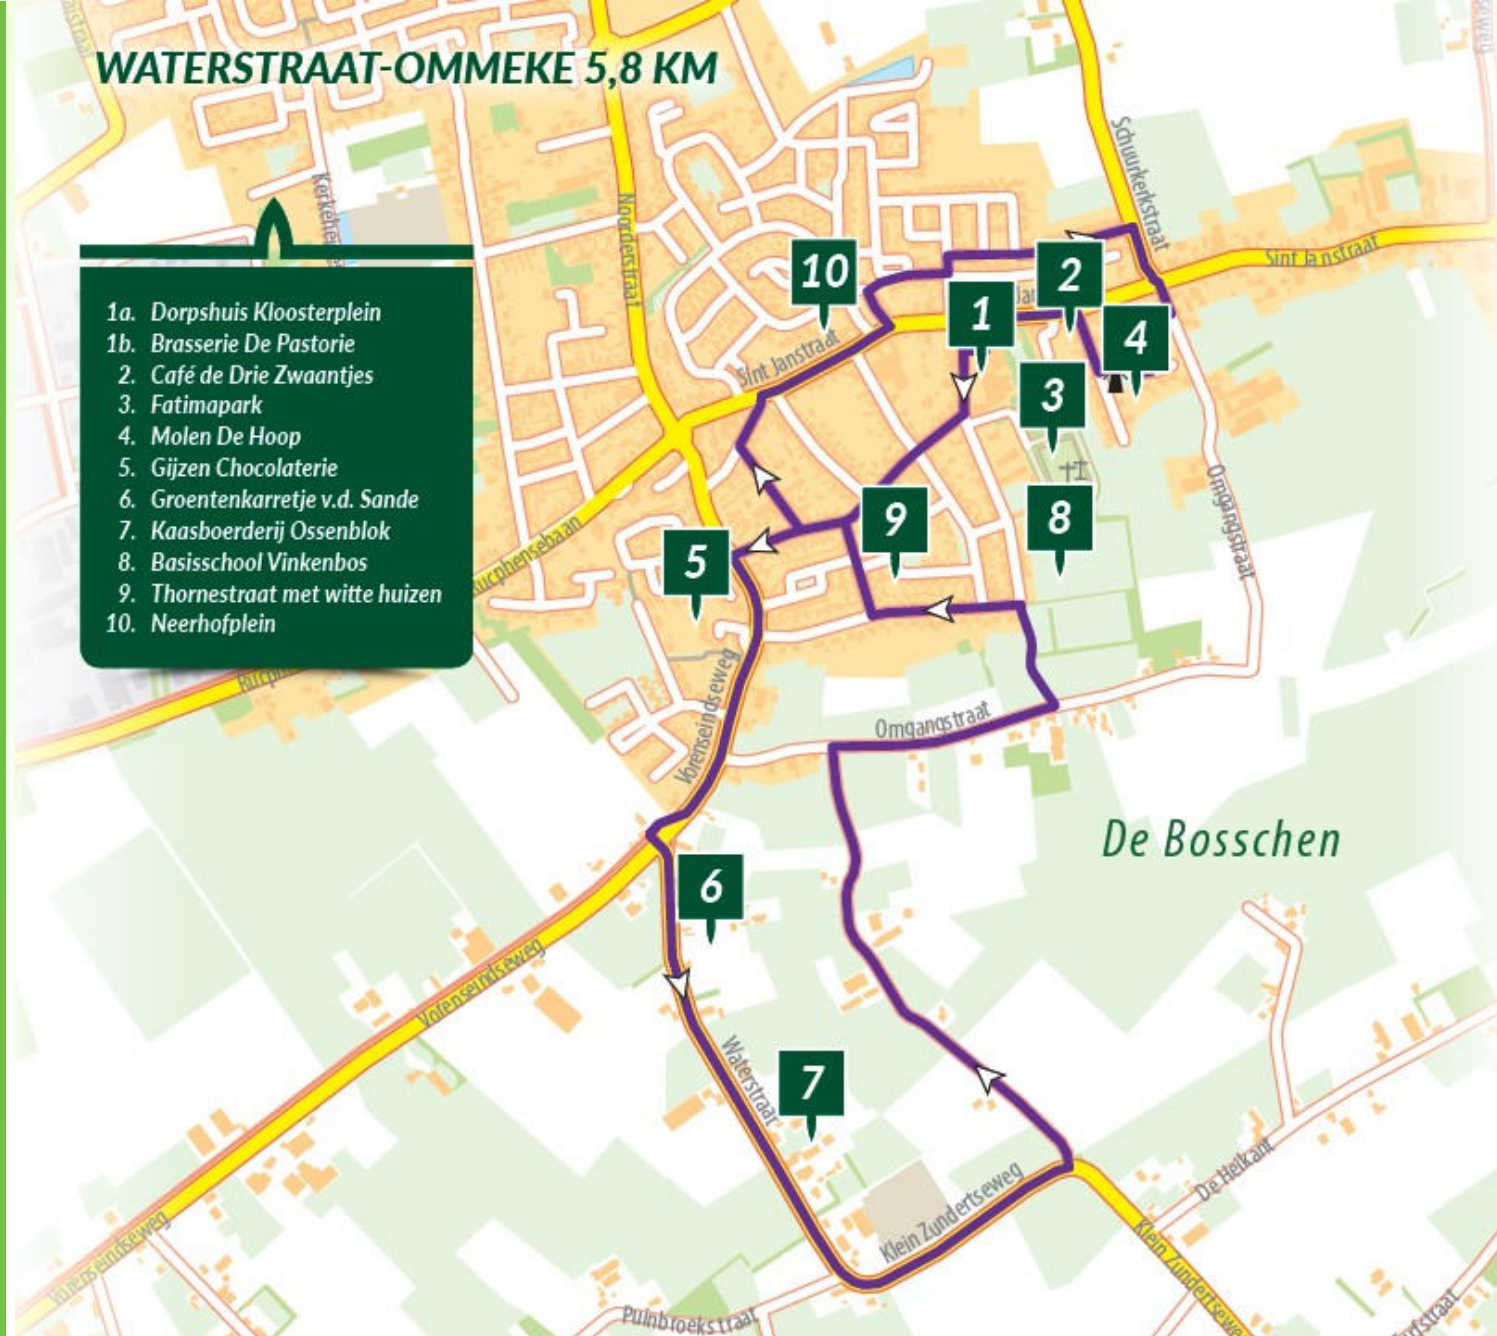 WATERSTRAAT-OMMEKE 5,8 KM
1a. Dorpshuis Kloosterplein
1b. Brasserie De Pastorie
2. Café de Drie Zwaantjes
3. Fatimapark
4. Molen De Hoop
5. Gijzen Chocolaterie
6. Groentenkarretje v.d. Sande
7. Kaasboerderij Ossenblok
8. Basisschool Vinkenbos
9. Thornestraat met witte huizen
10. Neerhofplein
Noorderstraat
Schuurkerkstraat
Sint Janstraat
10
2
1
4
Sint Janstraat
3
9
8
5
Omgangstraat
Rucphensebaan
Vorenseindseweg
Omgangstraat
De Bosschen
6
Vorenseindseweg
Waterstraat
7
De Heikant
Klein Zundertseweg
Klein Zundertseweg
Vorenseindseweg
Puinbroekstraat